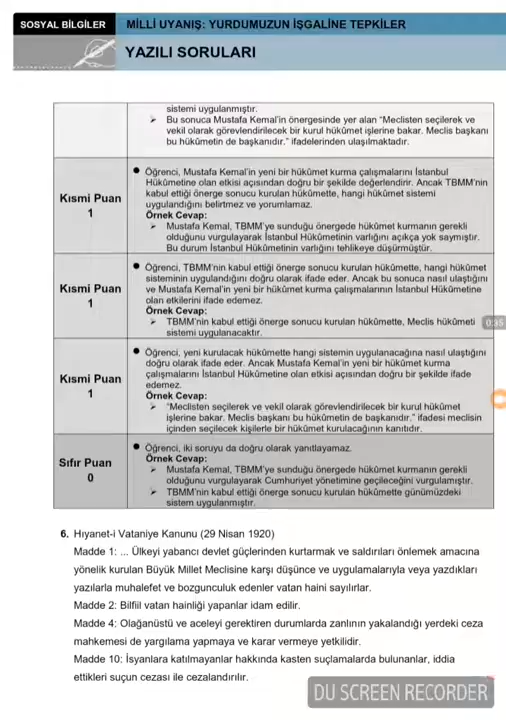 SOSYAL BİLGİLER
MİLLİ UYANIŞ: YURDUMUZUN İŞGALİNE TEPKİLER
YAZILI SORULARI
sistemi uygulanmıştır.
➢ Bu sonuca Mustafa Kemal'in önergesinde yer alan "Meclisten seçilerek ve
vekil olarak görevlendirilecek bir kurul hükûmet işlerine bakar. Meclis başkanı
bu hükûmetin de başkanıdır." ifadelerinden ulaşılmaktadır.
Kısmi Puan
1
● Öğrenci, Mustafa Kemal'in yeni bir hükûmet kurma çalışmalarını İstanbul
Hükûmetine olan etkisi açısından doğru bir şekilde değerlendirir. Ancak TBMM'nin
kabul ettiği önerge sonucu kurulan hükûmette, hangi hükûmet sistemi
uygulandığını belirtmez ve yorumlamaz.
Örnek Cevap:
➢ Mustafa Kemal, TBMM'ye sunduğu önergede hükûmet kurmanın gerekli
olduğunu vurgulayarak İstanbul Hükûmetinin varlığını açıkça yok saymıştır.
Bu durum İstanbul Hükûmetinin varlığını tehlikeye düşürmüştür.
Kısmi Puan
1
● Öğrenci, TBMM'nin kabul ettiği önerge sonucu kurulan hükûmette, hangi hükûmet
sisteminin uygulandığını doğru olarak ifade eder. Ancak bu sonuca nasıl ulaştığını
ve Mustafa Kemal'in yeni bir hükûmet kurma çalışmalarının İstanbul Hükûmetine
olan etkilerini ifade edemez.
Örnek Cevap:
➢ TBMM'nin kabul ettiği önerge sonucu kurulan hükûmette, Meclis hükûmeti
sistemi uygulanacaktır.
0:35
Kısmi Puan
1
● Öğrenci, yeni kurulacak hükûmette hangi sistemin uygulanacağına nasıl ulaştığını
doğru olarak ifade eder. Ancak Mustafa Kemal'in yeni bir hükûmet kurma
çalışmalarını İstanbul Hükûmetine olan etkisi açısından doğru bir şekilde ifade
edemez.
Örnek Cevap:
➢ "Meclisten seçilerek ve vekil olarak görevlendirilecek bir kurul hükûmet
işlerine bakar. Meclis başkanı bu hükûmetin de başkanıdır." ifadesi meclisin
içinden seçilecek kişilerle bir hükûmet kurulacağının kanıtıdır.
Sıfır Puan
0
● Öğrenci, iki soruyu da doğru olarak yanıtlayamaz.
Örnek Cevap:
➢ Mustafa Kemal, TBMM'ye sunduğu önergede hükûmet kurmanın gerekli
olduğunu vurgulayarak Cumhuriyet yönetimine geçileceğini vurgulamıştır.
➢ TBMM'nin kabul ettiği önerge sonucu kurulan hükûmette günümüzdeki
sistem uygulanmıştır.
6. Hıyanet-i Vataniye Kanunu (29 Nisan 1920)
Madde 1: ... Ülkeyi yabancı devlet güçlerinden kurtarmak ve saldırıları önlemek amacına
yönelik kurulan Büyük Millet Meclisine karşı düşünce ve uygulamalarıyla veya yazdıkları
yazılarla muhalefet ve bozgunculuk edenler vatan haini sayılırlar.
Madde 2: Bilfiil vatan hainliği yapanlar idam edilir.
Madde 4: Olağanüstü ve aceleyi gerektiren durumlarda zanlının yakalandığı yerdeki ceza
mahkemesi de yargılama yapmaya ve karar vermeye yetkilidir.
Madde 10: İsyanlara katılmayanlar hakkında kasten suçlamalarda bulunanlar, iddia
ettikleri suçun cezası ile cezalandırılır.
DU SCREEN RECORDER